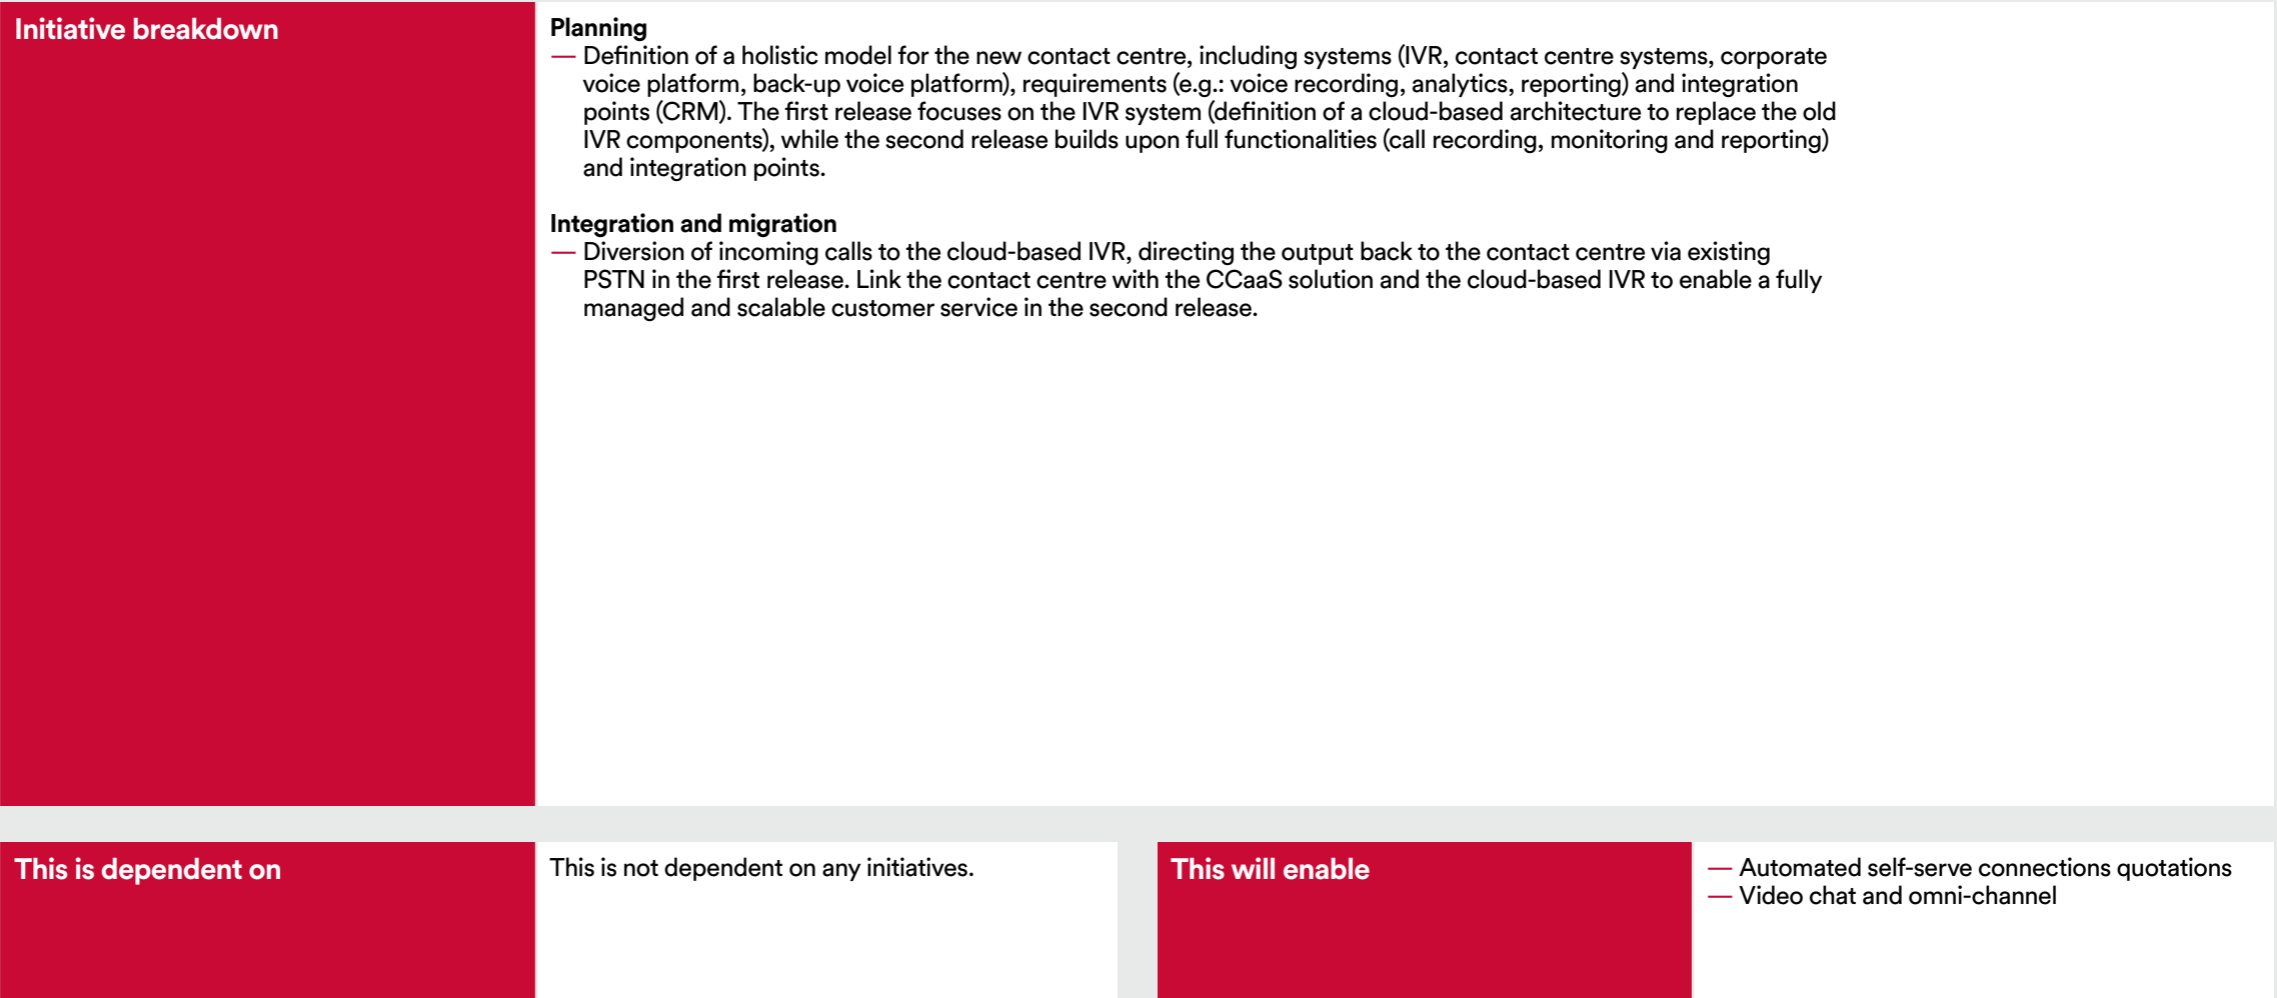 Initiative breakdown
Planning
— Definition of a holistic model for the new contact centre, including systems (IVR, contact centre systems, corporate
voice platform, back-up voice platform), requirements (e.g.: voice recording, analytics, reporting) and integration
points (CRM). The first release focuses on the IVR system (definition of a cloud-based architecture to replace the old
IVR components), while the second release builds upon full functionalities (call recording, monitoring and reporting)
and integration points.
Integration and migration
— Diversion of incoming calls to the cloud-based IVR, directing the output back to the contact centre via existing
PSTN in the first release. Link the contact centre with the CCaaS solution and the cloud-based IVR to enable a fully
managed and scalable customer service in the second release.
This is dependent on
This is not dependent on any initiatives.
This will enable
— Automated self-serve connections quotations
— Video chat and omni-channel